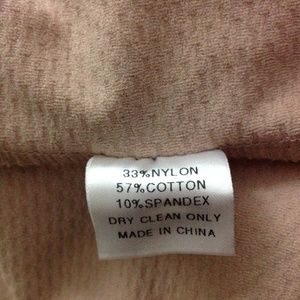 33%NYLON
57%COTTON
10%SPANDEX
DRY CLEAN ONLY
MADE IN CHINA